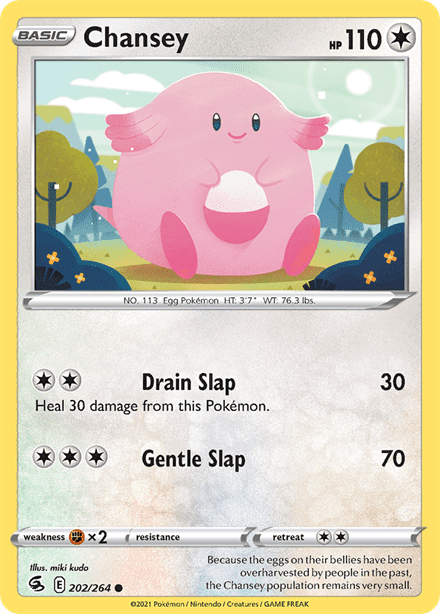 BASIC Chansey HP 110
NO. 113 Egg Pokémon HT: 3'7" WT: 76.3 lbs.
Drain Slap 30
Heal 30 damage from this Pokémon.
Gentle Slap 70
weakness ×2 resistance retreat
Illus. miki kudo
Because the eggs on their bellies have been
overharvested by people in the past,
the Chansey population remains very small.
E 202/264
©2021 Pokémon / Nintendo / Creatures / GAME FREAK